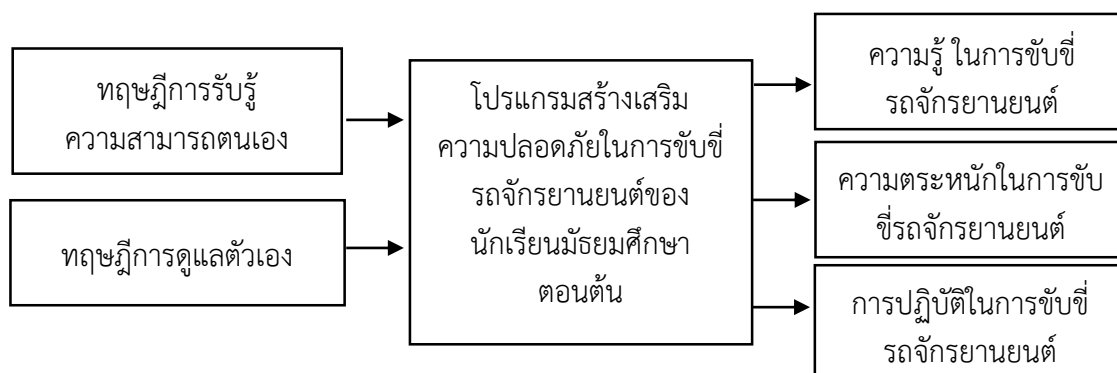 ทฤษฎีการรับรู้
ความสามารถตนเอง
ทฤษฎีการดูแลตัวเอง
โปรแกรมสร้างเสริม
ความปลอดภัยในการขับขี่
รถจักรยานยนต์ของ
นักเรียนมัธยมศึกษา
ตอนต้น
ความรู้ ในการขับขี่
รถจักรยานยนต์
ความตระหนักในการขับ
ขี่รถจักรยานยนต์
การปฏิบัติในการขับขี่
รถจักรยานยนต์